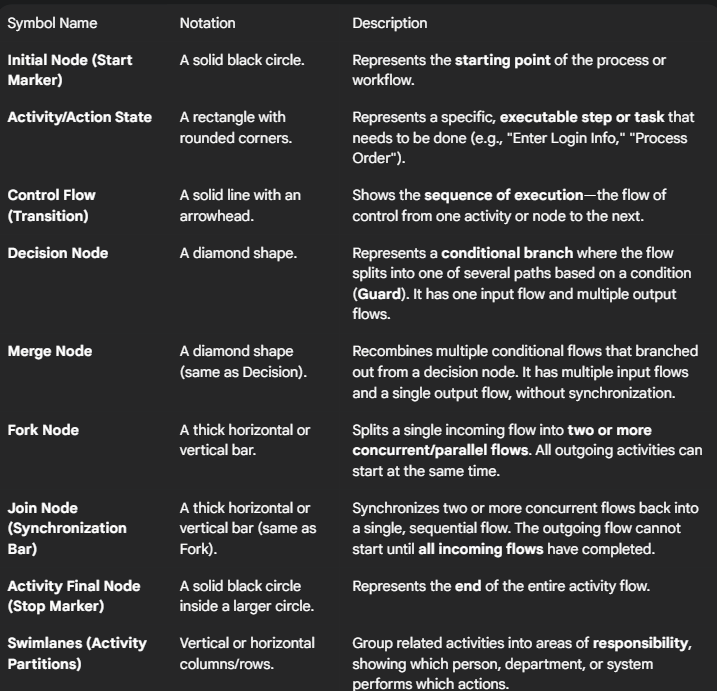 Symbol Name Notation Description
Initial Node (Start A solid black circle. Represents the starting point of the process or
Marker) workflow.
Activity/Action State A rectangle with Represents a specific, executable step or task that
rounded corners. needs to be done (e.g., "Enter Login Info," "Process
Order").
Control Flow A solid line with an Shows the sequence of execution—the flow of
(Transition) arrowhead. control from one activity or node to the next.
Decision Node A diamond shape. Represents a conditional branch where the flow
splits into one of several paths based on a condition
(Guard). It has one input flow and multiple output
flows.
Merge Node A diamond shape Recombines multiple conditional flows that branched
(same as Decision). out from a decision node. It has multiple input flows
and a single output flow, without synchronization.
Fork Node A thick horizontal or Splits a single incoming flow into two or more
vertical bar. concurrent/parallel flows. All outgoing activities can
start at the same time.
Join Node A thick horizontal or Synchronizes two or more concurrent flows back into
(Synchronization vertical bar (same as a single, sequential flow. The outgoing flow cannot
Bar) Fork). start until all incoming flows have completed.
Activity Final Node A solid black circle Represents the end of the entire activity flow.
(Stop Marker) inside a larger circle.
Swimlanes (Activity Vertical or horizontal Group related activities into areas of responsibility,
Partitions) columns/rows. showing which person, department, or system
performs which actions.